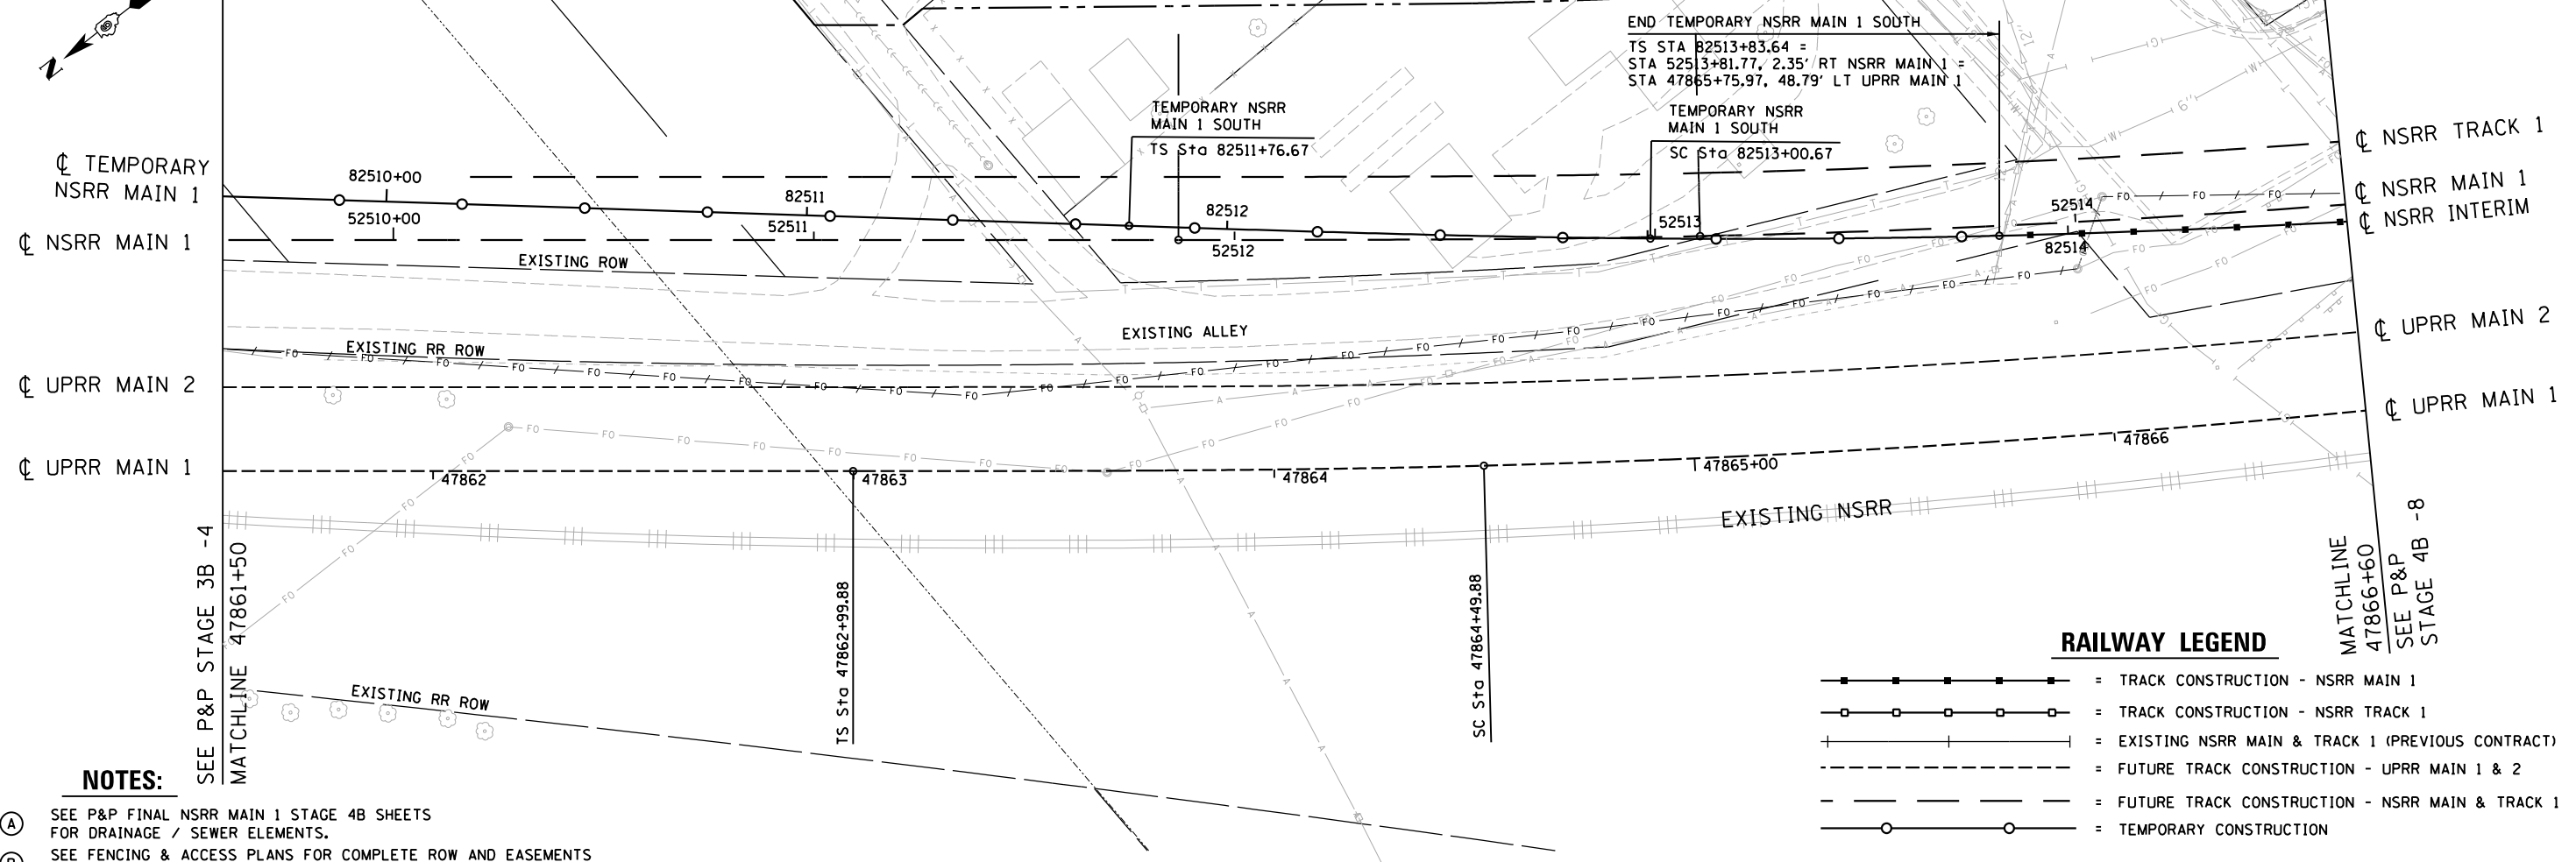 N
END TEMPORARY NSRR MAIN 1 SOUTH
TS STA 82513+83.64 =
STA 52513+81.77, 2.35' RT NSRR MAIN 1 =
STA 47865+75.97, 48.79' LT UPRR MAIN 1
12"
6"
TEMPORARY NSRR
MAIN 1 SOUTH
TS Sta 82511+76.67
TEMPORARY NSRR
MAIN 1 SOUTH
SC Sta 82513+00.67
℄ TEMPORARY
NSRR MAIN 1
82510+00
82511
82512
52510+00
52511
52512
52513
52514
82514
℄ NSRR TRACK 1
℄ NSRR MAIN 1
℄ NSRR INTERIM
℄ NSRR MAIN 1
EXISTING ROW
EXISTING ALLEY
EXISTING RR ROW
℄ UPRR MAIN 2
℄ UPRR MAIN 2
℄ UPRR MAIN 1
℄ UPRR MAIN 1
47862
47863
47864
47865+00
47866
EXISTING NSRR
SEE P&P STAGE 3B -4
MATCHLINE 47861+50
TS Sta 47862+99.88
SC Sta 47864+49.88
MATCHLINE
47866+60
SEE P&P
STAGE 4B -8
EXISTING RR ROW
RAILWAY LEGEND
= TRACK CONSTRUCTION - NSRR MAIN 1
= TRACK CONSTRUCTION - NSRR TRACK 1
= EXISTING NSRR MAIN & TRACK 1 (PREVIOUS CONTRACT)
= FUTURE TRACK CONSTRUCTION - UPRR MAIN 1 & 2
= FUTURE TRACK CONSTRUCTION - NSRR MAIN & TRACK 1
= TEMPORARY CONSTRUCTION
NOTES:
A SEE P&P FINAL NSRR MAIN 1 STAGE 4B SHEETS
FOR DRAINAGE / SEWER ELEMENTS.
SEE FENCING & ACCESS PLANS FOR COMPLETE ROW AND EASEMENTS